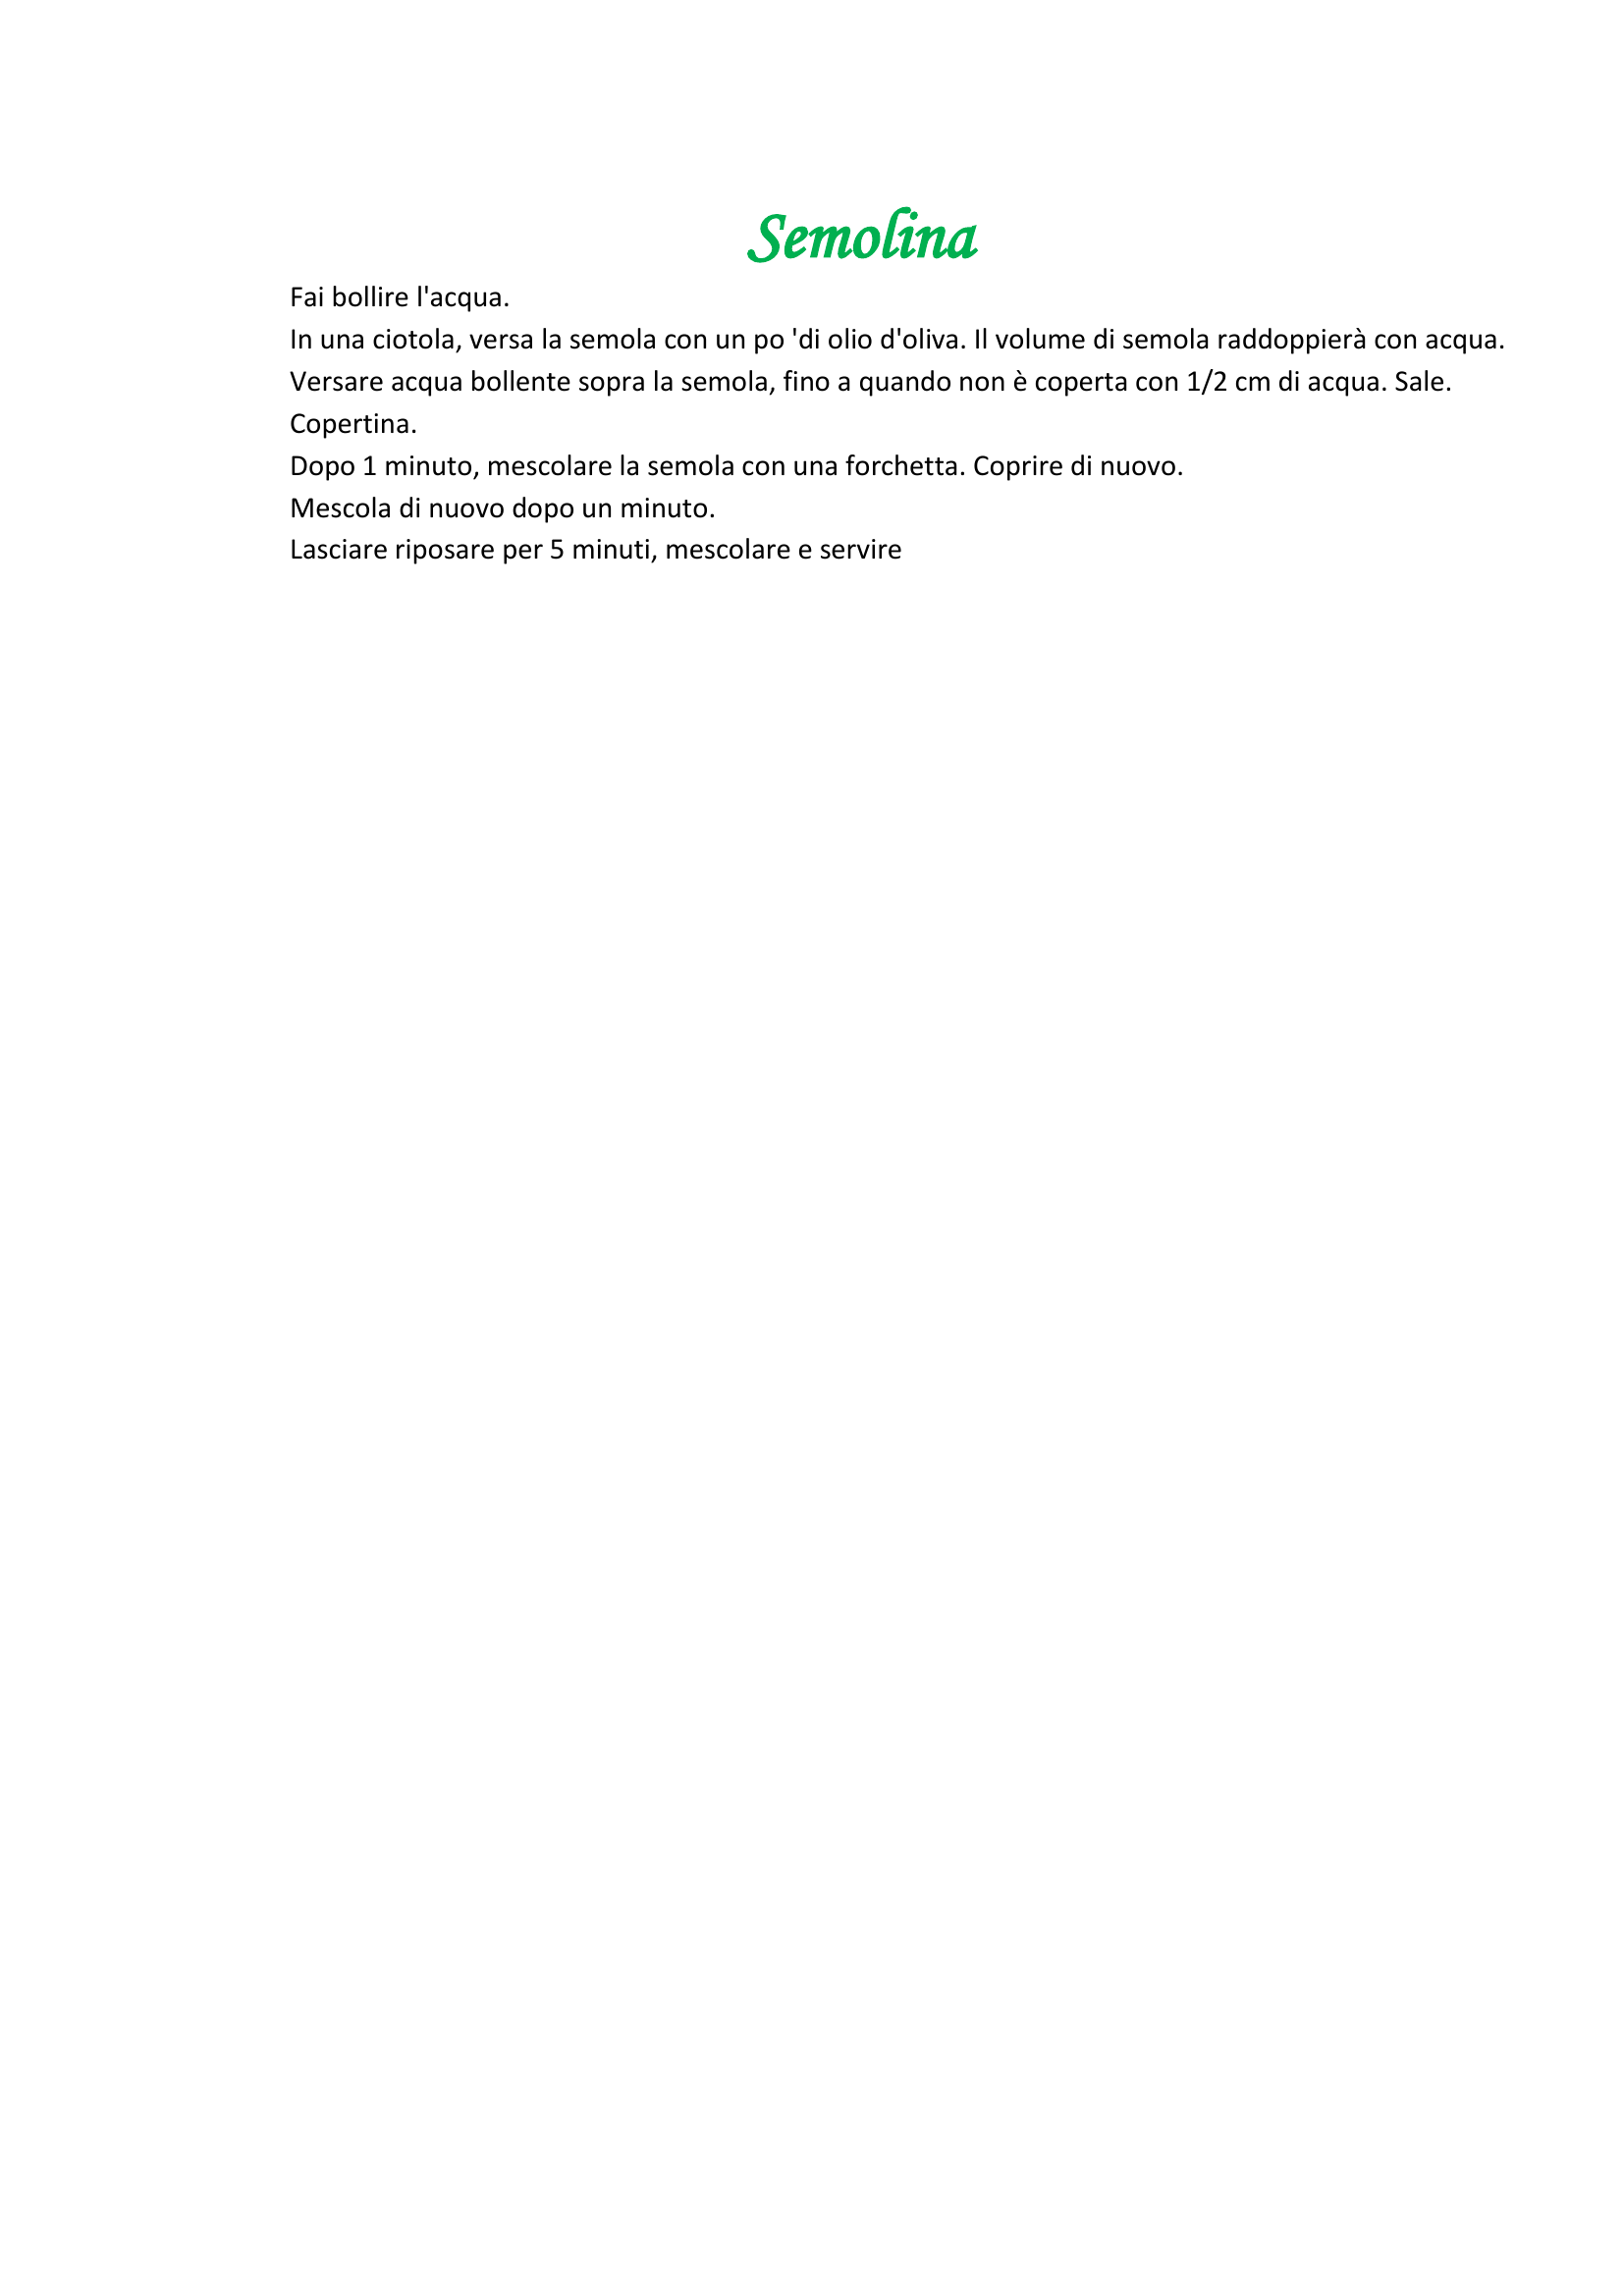 Semolina
Fai bollire l'acqua.
In una ciotola, versa la semola con un po 'di olio d'oliva. Il volume di semola raddoppierà con acqua.
Versare acqua bollente sopra la semola, fino a quando non è coperta con 1/2 cm di acqua. Sale.
Copertina.
Dopo 1 minuto, mescolare la semola con una forchetta. Coprire di nuovo.
Mescola di nuovo dopo un minuto.
Lasciare riposare per 5 minuti, mescolare e servire